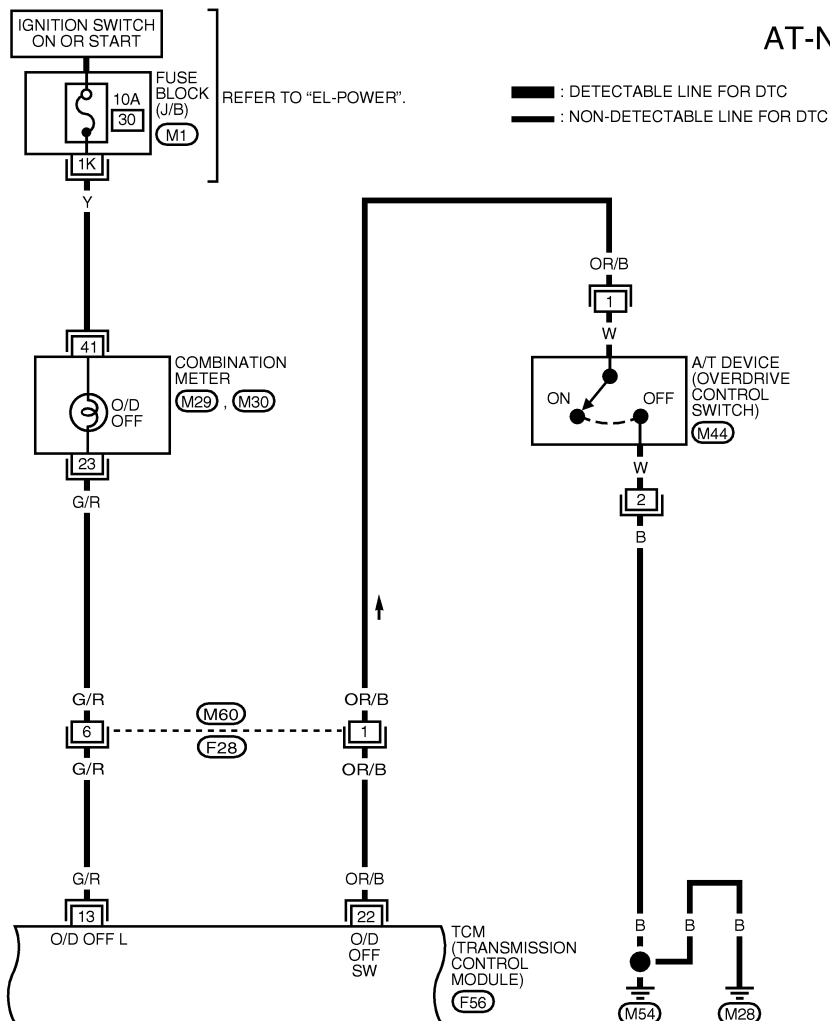 IGNITION SWITCH
ON OR START
AT-N
FUSE
BLOCK
(J/B)
10A
30
M1
REFER TO “EL-POWER”.
: DETECTABLE LINE FOR DTC
: NON-DETECTABLE LINE FOR DTC
1K
Y
OR/B
1
W
41
COMBINATION
METER
M29 , M30
O/D
OFF
A/T DEVICE
(OVERDRIVE
CONTROL
SWITCH)
M44
ON
OFF
23
G/R
W
2
B
G/R
OR/B
6
M60
F28
1
G/R
OR/B
G/R
OR/B
13
22
O/D OFF L
O/D
OFF
SW
TCM
(TRANSMISSION
CONTROL
MODULE)
F56
B
B
B
M54
M28